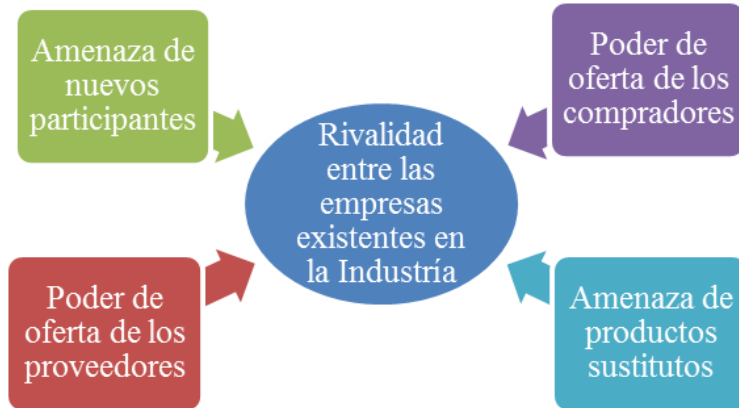 Amenaza de
nuevos
participantes
Poder de
oferta de los
compradores
Rivalidad
entre las
empresas
existentes en
la Industría
Poder de
oferta de los
proveedores
Amenaza de
productos
sustitutos